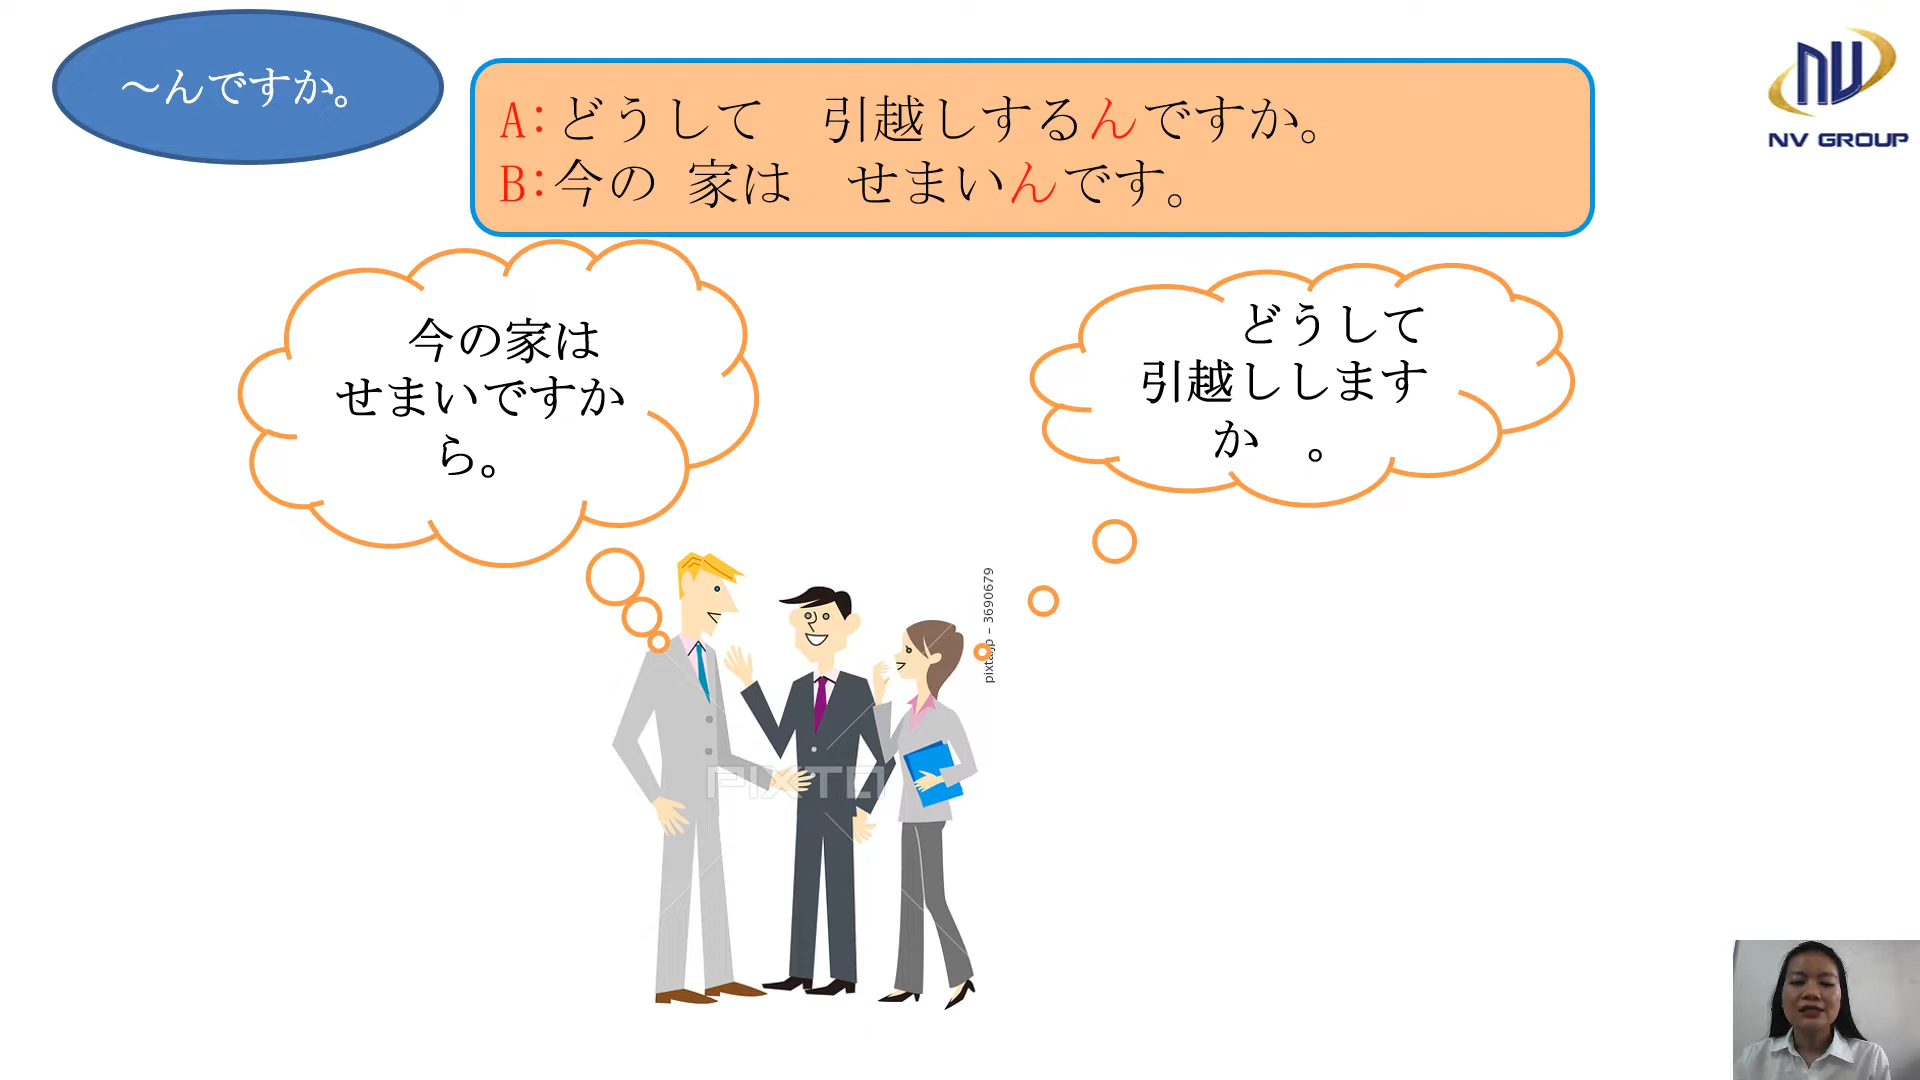 ～んですか。
A:どうして　引越しするんですか。
B:今の 家は　せまいんです。
NV GROUP
今の家は
せまいですか
ら。
どうして
引越しします
か　。
pixta.jp – 3690679
PIXTA